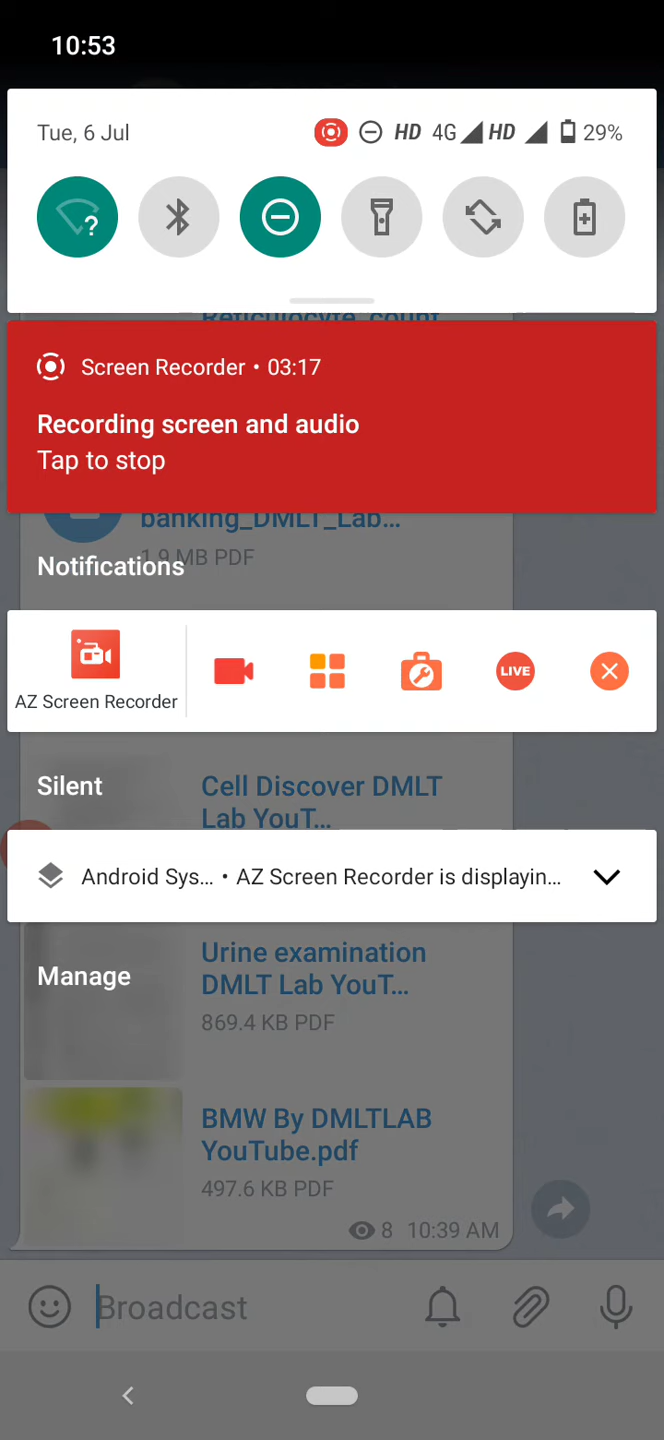 10:53
Tue, 6 Jul
HD 4G HD 29%
?
Reticulocyte count
Screen Recorder • 03:17
Recording screen and audio
Tap to stop
banking_DMLT_Lab...
1.9 MB PDF
Notifications
AZ Screen Recorder
LIVE
Silent
Cell Discover DMLT
Lab YouT...
Android Sys... • AZ Screen Recorder is displayin...
Manage
Urine examination
DMLT Lab YouT...
869.4 KB PDF
BMW By DMLTLAB
YouTube.pdf
497.6 KB PDF
8 10:39 AM
Broadcast